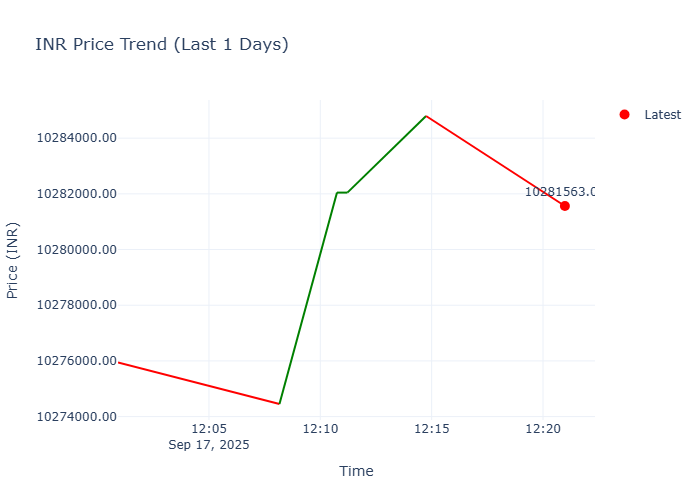 INR Price Trend (Last 1 Days)
Latest
10284000.00
10282000.00
10281563.0
10280000.00
10278000.00
10276000.00
10274000.00
Price (INR)
12:05
12:10
12:15
12:20
Sep 17, 2025
Time